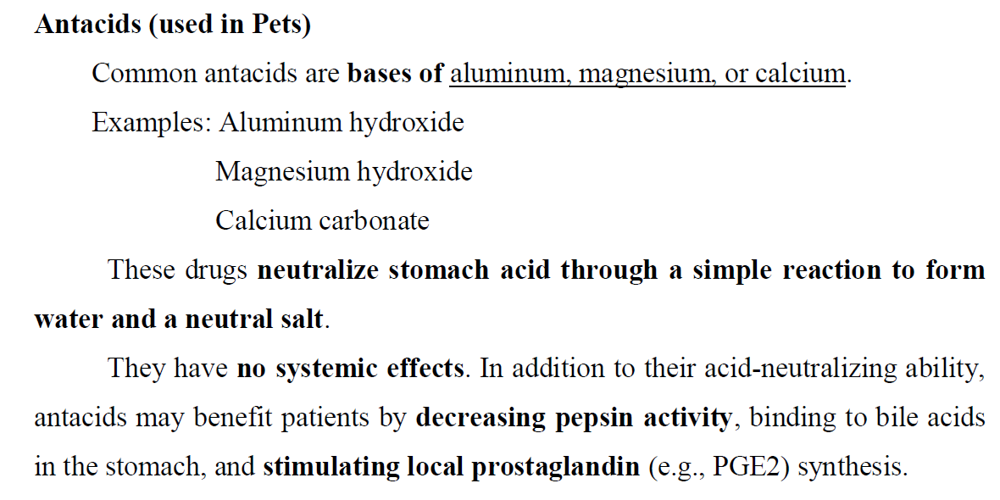 Antacids (used in Pets)
Common antacids are bases of aluminum, magnesium, or calcium.
Examples: Aluminum hydroxide
Magnesium hydroxide
Calcium carbonate
These drugs neutralize stomach acid through a simple reaction to form
water and a neutral salt.
They have no systemic effects. In addition to their acid-neutralizing ability,
antacids may benefit patients by decreasing pepsin activity, binding to bile acids
in the stomach, and stimulating local prostaglandin (e.g., PGE2) synthesis.